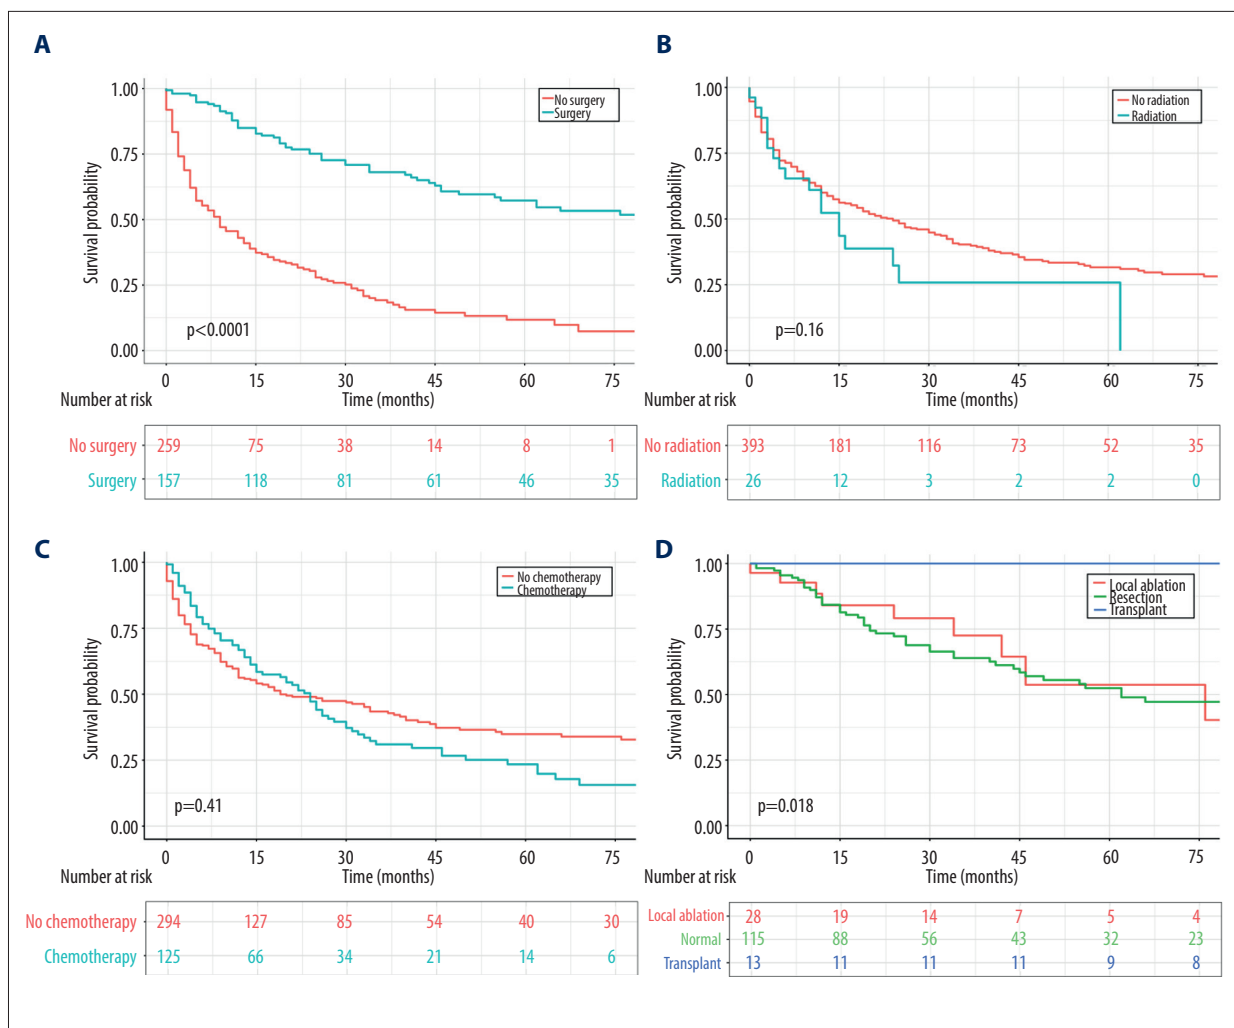 A
B
1.00
0.75
0.50
0.25
0.00
Survival probability
No surgery
Surgery
p<0.0001
0 15 30 45 60 75
Number at risk
Time (months)
No surgery 259 75 38 14 8 1
Surgery 157 118 81 61 46 35
1.00
0.75
0.50
0.25
0.00
Survival probability
No radiation
Radiation
p=0.16
0 15 30 45 60 75
Number at risk
Time (months)
No radiation 393 181 116 73 52 35
Radiation 26 12 3 2 2 0
C
D
1.00
0.75
0.50
0.25
0.00
Survival probability
No chemotherapy
Chemotherapy
p=0.41
0 15 30 45 60 75
Number at risk
Time (months)
No chemotherapy 294 127 85 54 40 30
Chemotherapy 125 66 34 21 14 6
1.00
0.75
0.50
0.25
0.00
Survival probability
Local ablation
Resection
Transplant
p=0.018
0 15 30 45 60 75
Number at risk
Time (months)
Local ablation 28 19 14 7 5 4
Normal 115 88 56 43 32 23
Transplant 13 11 11 11 9 8